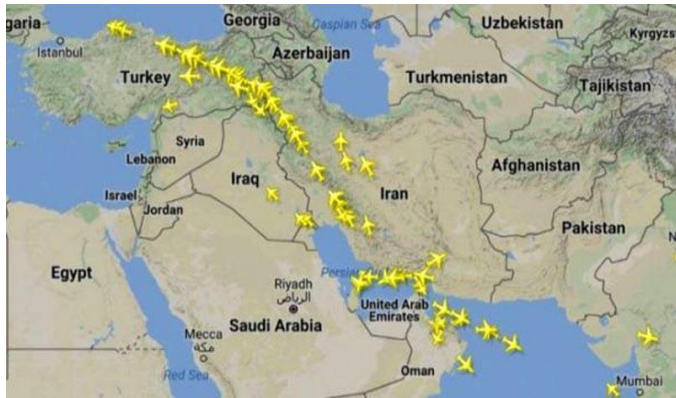 garia
Georgia
Caspian Sea
Uzbekistan
Kyrgyzs
Istanbul
Azerbaijan
Turkey
Turkmenistan
Tajikistan
Syria
Lebanon
Afghanistan
Iraq
Iran
Israel
Jordan
Pakistan
N
Egypt
Persian
Riyadh
الرياض
United Arab
Emirates
Saudi Arabia
Mecca
مكة
Oman
Red Sea
Mumbai